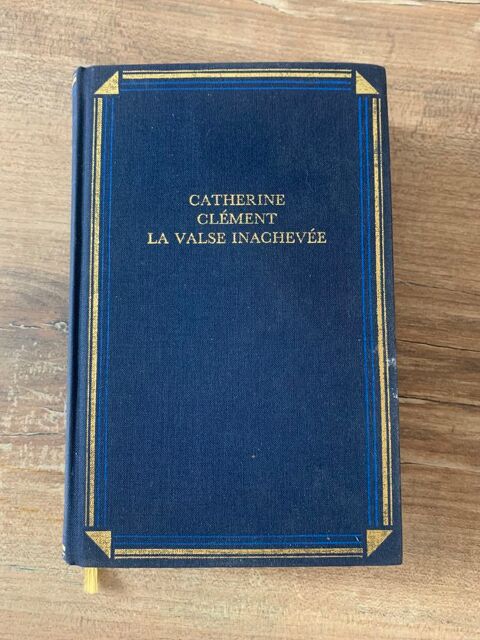 CATHERINE
CLÉMENT
LA VALSE INACHEVÉE